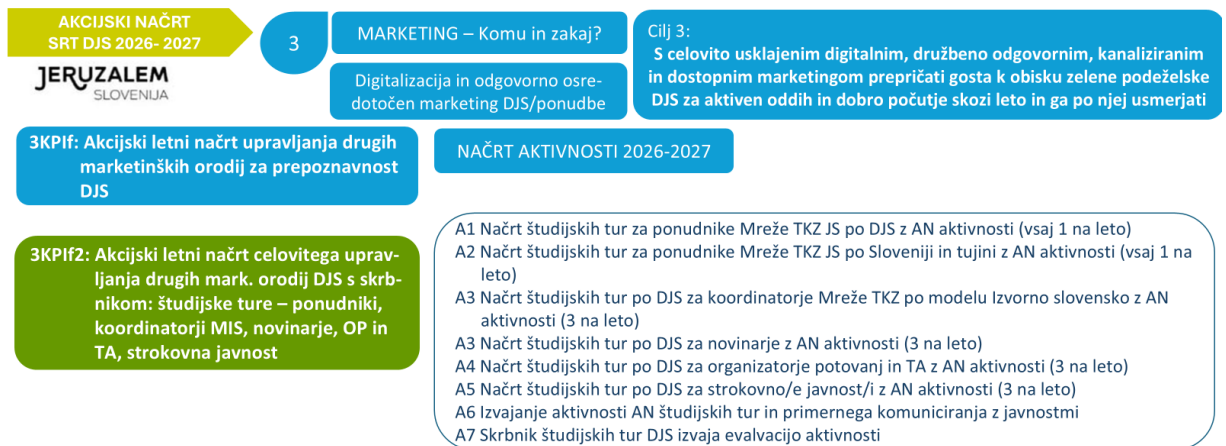 AKCIJSKI NAČRT
SRT DJS 2026- 2027
JERUZALEM
SLOVENIJA
3
MARKETING – Komu in zakaj?
Digitalizacija in odgovorno osre-
dotočen marketing DJS/ponudbe
Cilj 3:
S celovito usklajenim digitalnim, družbeno odgovornim, kanaliziranim
in dostopnim marketingom prepričati gosta k obisku zelene podeželske
DJS za aktiven oddih in dobro počutje skozi leto in ga po njej usmerjati
3KPIf: Akcijski letni načrt upravljanja drugih
marketinških orodij za prepoznavnost
DJS
NAČRT AKTIVNOSTI 2026-2027
3KPIf2: Akcijski letni načrt celovitega uprav-
ljanja drugih mark. orodij DJS s skrb-
nikom: študijske ture – ponudniki,
koordinatorji MIS, novinarje, OP in
TA, strokovna javnost
A1 Načrt študijskih tur za ponudnike Mreže TKZ JS po DJS z AN aktivnosti (vsaj 1 na leto)
A2 Načrt študijskih tur za ponudnike Mreže TKZ JS po Sloveniji in tujini z AN aktivnosti (vsaj 1 na
leto)
A3 Načrt študijskih tur po DJS za koordinatorje Mreže TKZ po modelu Izvorno slovensko z AN
aktivnosti (3 na leto)
A3 Načrt študijskih tur po DJS za novinarje z AN aktivnosti (3 na leto)
A4 Načrt študijskih tur po DJS za organizatorje potovanj in TA z AN aktivnosti (3 na leto)
A5 Načrt študijskih tur po DJS za strokovno/e javnost/i z AN aktivnosti (3 na leto)
A6 Izvajanje aktivnosti AN študijskih tur in primernega komuniciranja z javnostmi
A7 Skrbnik študijskih tur DJS izvaja evalvacijo aktivnosti